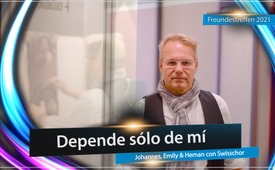 Freundestreffen 2021
Depende sólo de mí
Johannes, Emily & Heman con Swisschor